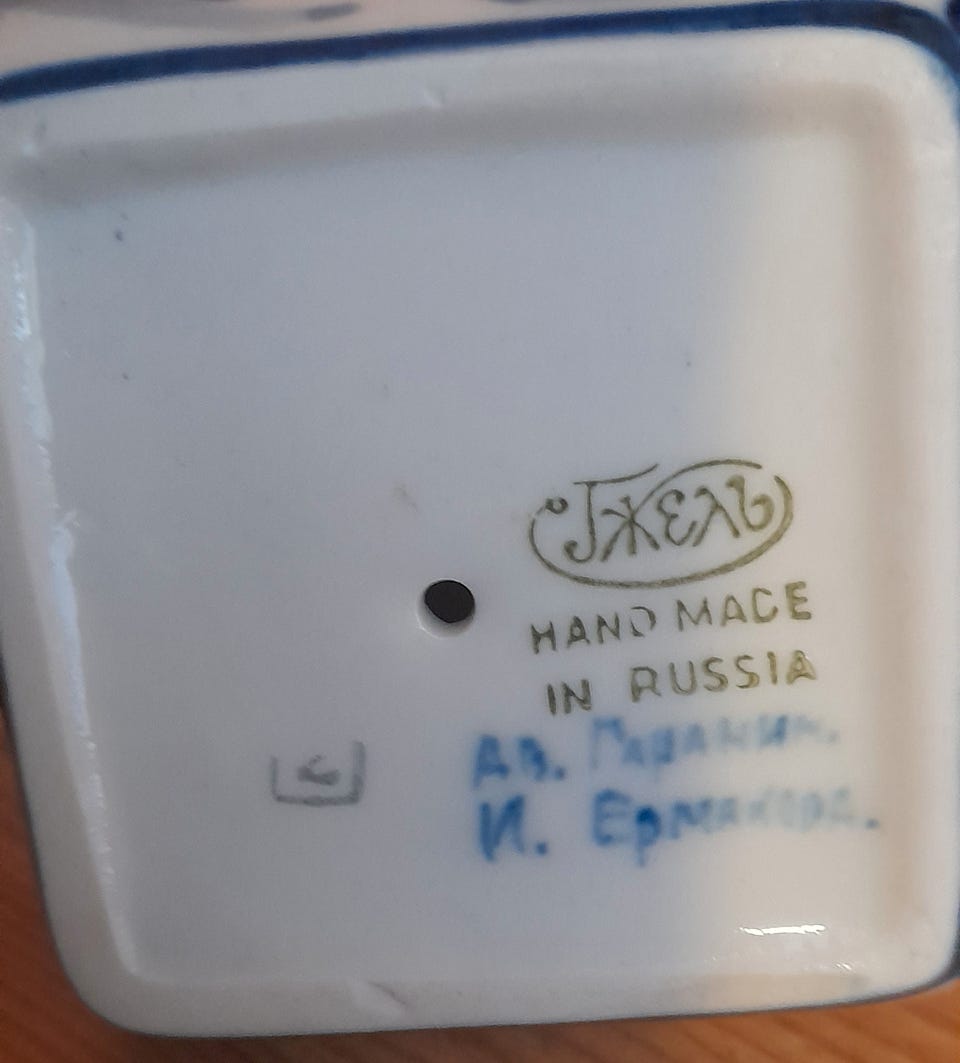 Гжель
HAND MADE
IN RUSSIA
Ав. Гаранин.
И. Ермакова.